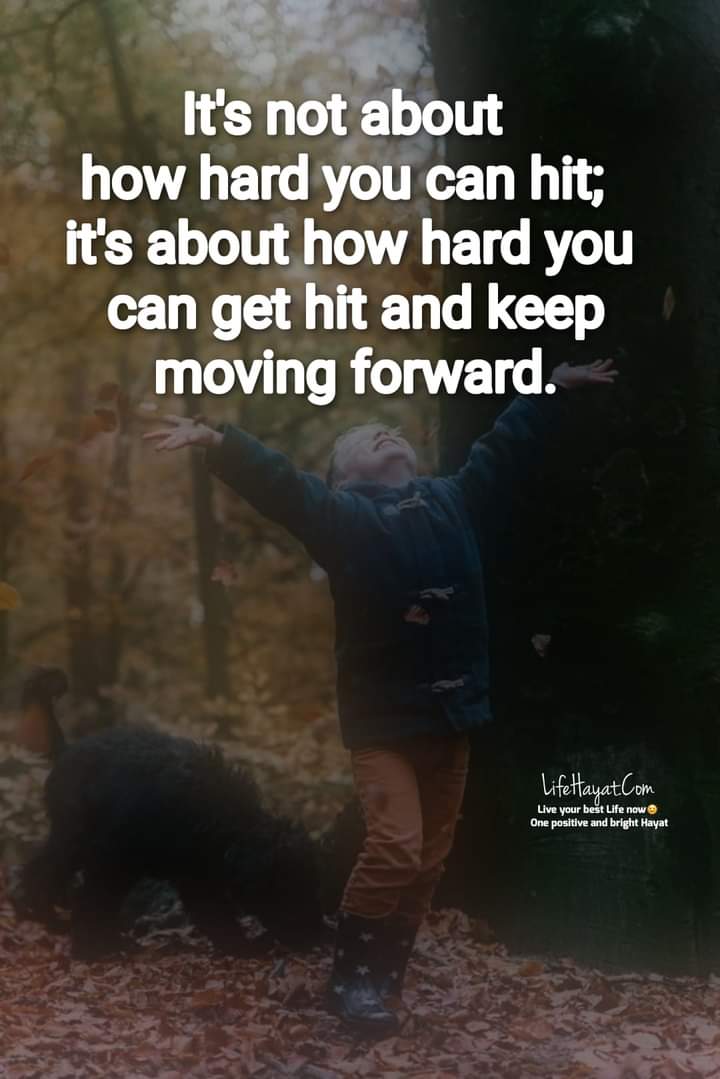 It's not about
how hard you can hit;
it's about how hard you
can get hit and keep
moving forward.
LifeHayat.Com
Live your best Life now😊
One positive and bright Hayat